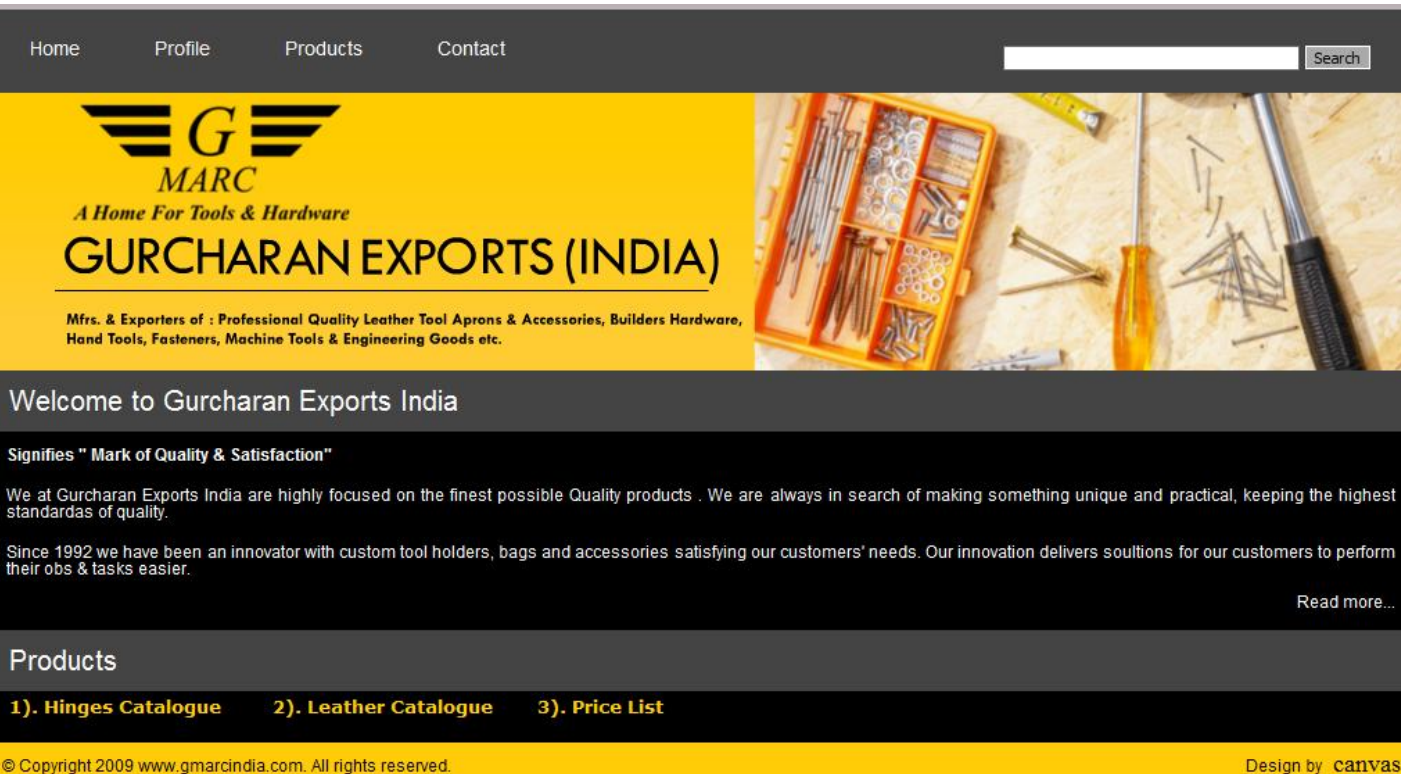 Home Profile Products Contact
Search
G
MARC
A Home For Tools & Hardware
GURCHARAN EXPORTS (INDIA)
Mfrs. & Exporters of : Professional Quality Leather Tool Aprons & Accessories, Builders Hardware,
Hand Tools, Fasteners, Machine Tools & Engineering Goods etc.
Welcome to Gurcharan Exports India
Signifies " Mark of Quality & Satisfaction"
We at Gurcharan Exports India are highly focused on the finest possible Quality products . We are always in search of making something unique and practical, keeping the highest
standardas of quality.
Since 1992 we have been an innovator with custom tool holders, bags and accessories satisfying our customers' needs. Our innovation delivers soultions for our customers to perform
their obs & tasks easier.
Read more...
Products
1). Hinges Catalogue 2). Leather Catalogue 3). Price List
© Copyright 2009 www.gmarcindia.com. All rights reserved. Design by canvas